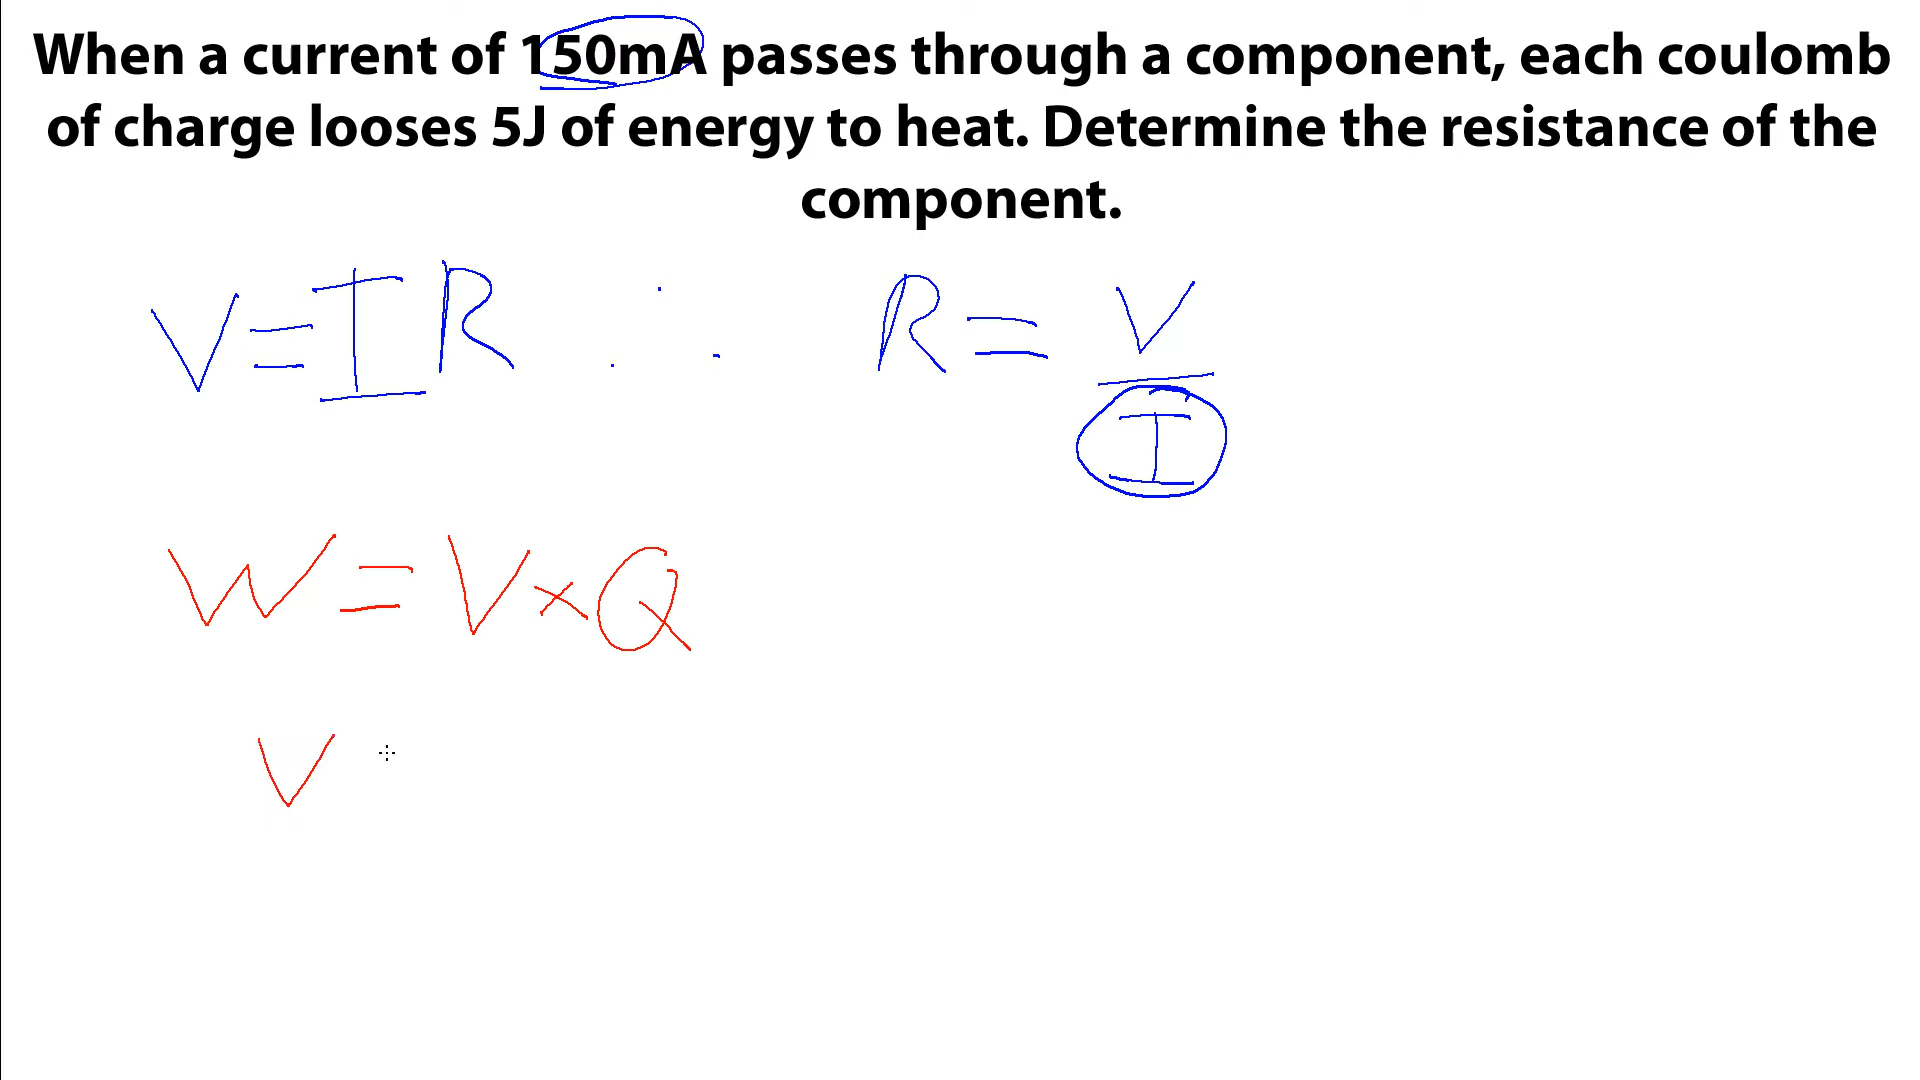 When a current of 150mA passes through a component, each coulomb
of charge looses 5J of energy to heat. Determine the resistance of the
component.
V = I R ∴ R = V / I
W = V × Q
V